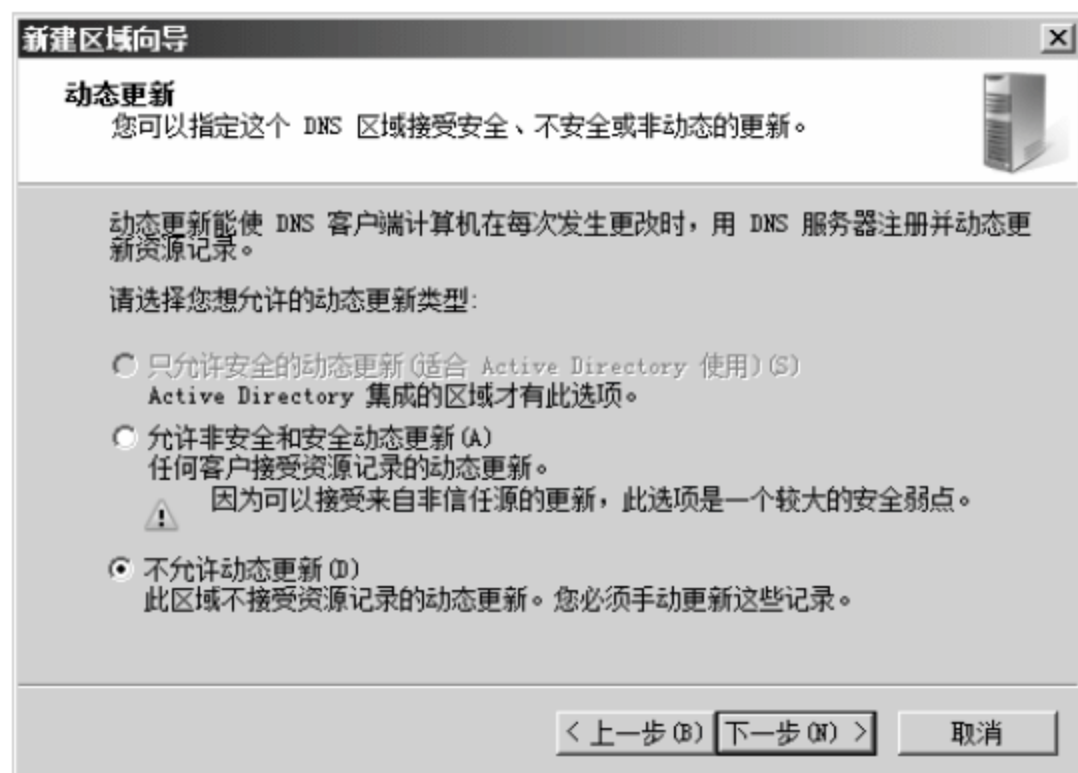 新建区域向导
动态更新
您可以指定这个 DNS 区域接受安全、不安全或非动态的更新。
动态更新能使 DNS 客户端计算机在每次发生更改时，用 DNS 服务器注册并动态更
新资源记录。
请选择您想允许的动态更新类型:
只允许安全的动态更新(适合 Active Directory 使用)(S)
Active Directory 集成的区域才有此选项。
允许非安全和安全动态更新(A)
任何客户接受资源记录的动态更新。
因为可以接受来自非信任源的更新，此选项是一个较大的安全弱点。
不允许动态更新(D)
此区域不接受资源记录的动态更新。您必须手动更新这些记录。
< 上一步(B) 下一步(N) > 取消